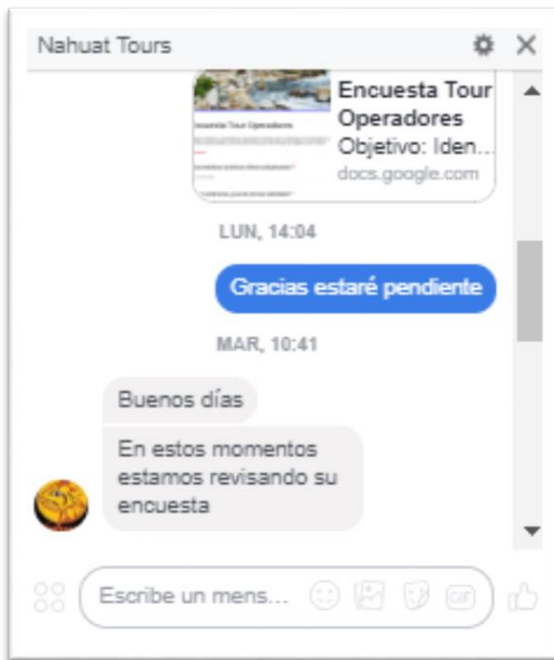 Nahuat Tours
Encuesta Tour
Operadores
Objetivo: Iden...
docs.google.com
LUN, 14:04
Gracias estaré pendiente
MAR, 10:41
Buenos días
En estos momentos
estamos revisando su
encuesta
Escribe un mens...
GIF